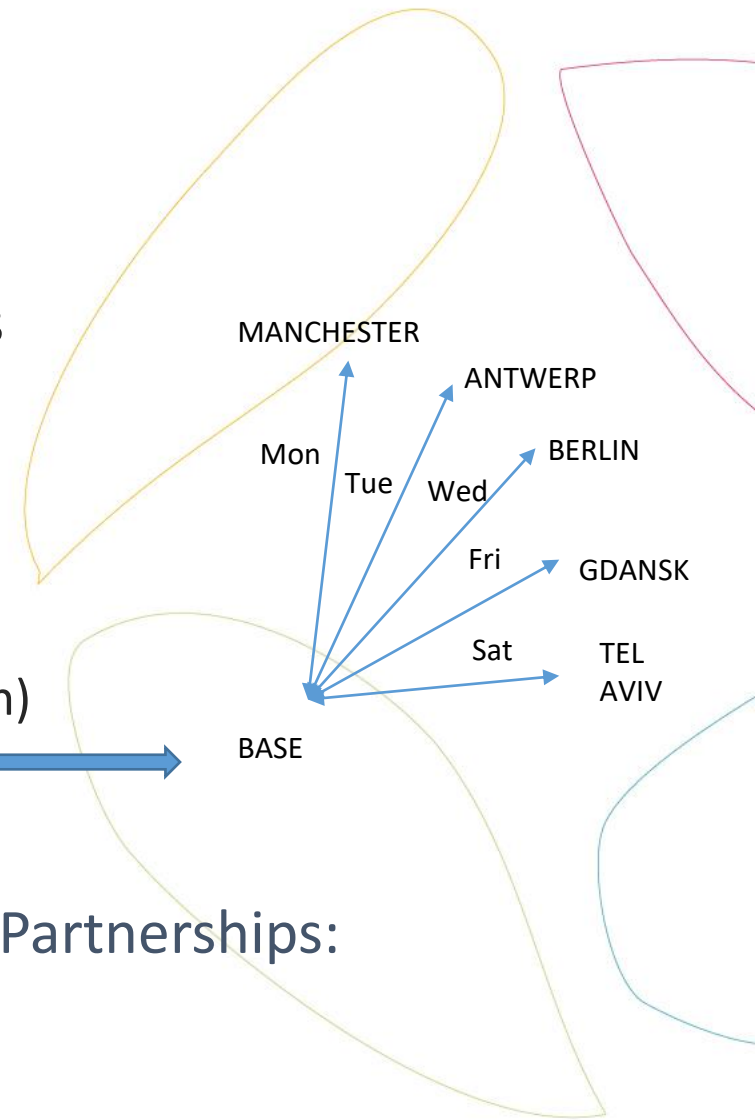 s
MANCHESTER
ANTWERP
BERLIN
Mon
Tue
Wed
Fri
GDANSK
Sat
TEL
AVIV
n)
BASE
Partnerships: